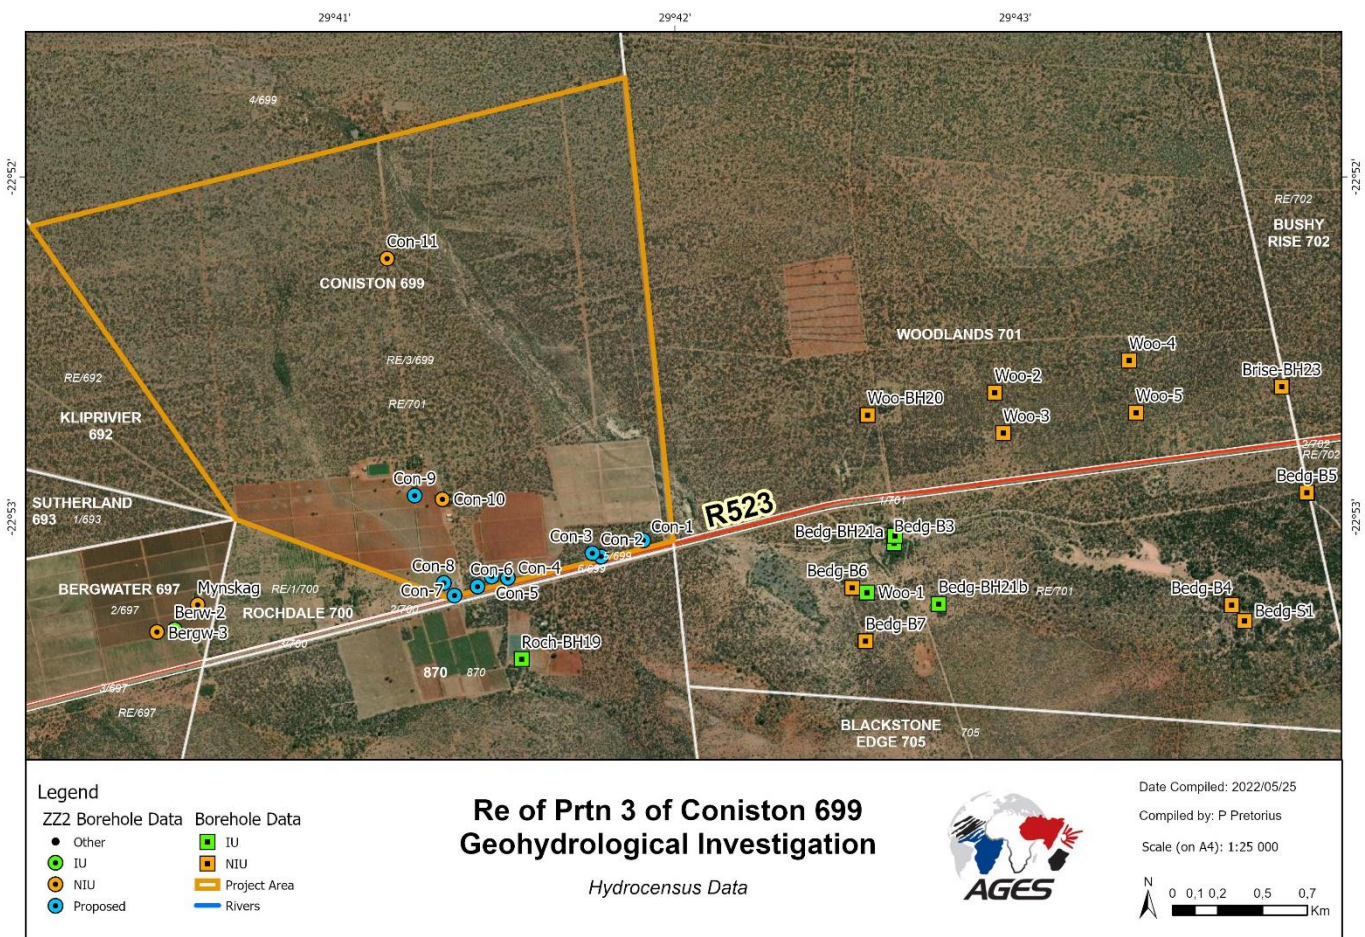 29°41'
29°42'
29°43'
4/699
-22°52'
-22°52'
RE/702
BUSHY
RISE 702
Con-11
CONISTON 699
WOODLANDS 701
RE/3/699
RE/692
RE/701
KLIPRIVIER
692
Woo-4
Brise-BH23
Woo-2
Woo-5
Woo-BH20
Woo-3
2/702
RE/702
Con-9
Con-10
SUTHERLAND
693
1/693
R523
1/701
Bedg-B5
-22°53'
-22°53'
Con-3
Con-2
Con-1
5/699
6/699
Bedg-BH21a
Bedg-B3
Con-8
Con-6
Con-4
Con-7
Con-5
Bedg-B6
Woo-1
Bedg-BH21b
RE/701
Bedg-B4
Bedg-S1
BERGWATER 697
Mynskag
RE/1/700
2/697
Berw-2
ROCHDALE 700
2/700
Bergw-3
Bedg-B7
Roch-BH19
870
870
3/697
RE/697
BLACKSTONE
EDGE 705
705
Legend
ZZ2 Borehole Data
Other
IU
NIU
Proposed
Borehole Data
IU
NIU
Project Area
Rivers
Re of Prtn 3 of Coniston 699
Geohydrological Investigation
Hydrocensus Data
AGES
Date Compiled: 2022/05/25
Compiled by: P Pretorius
Scale (on A4): 1:25 000
N
0 0,1 0,2 0,5 0,7
Km